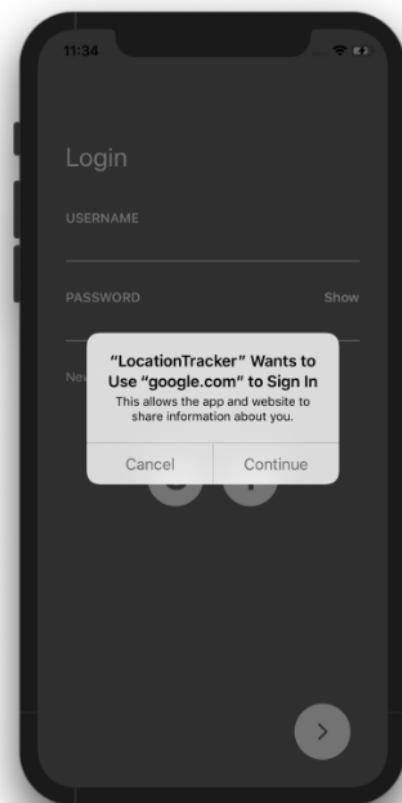 11:34
Login
USERNAME
PASSWORD Show
“LocationTracker” Wants to
Use “google.com” to Sign In
This allows the app and website to
share information about you.
Cancel Continue